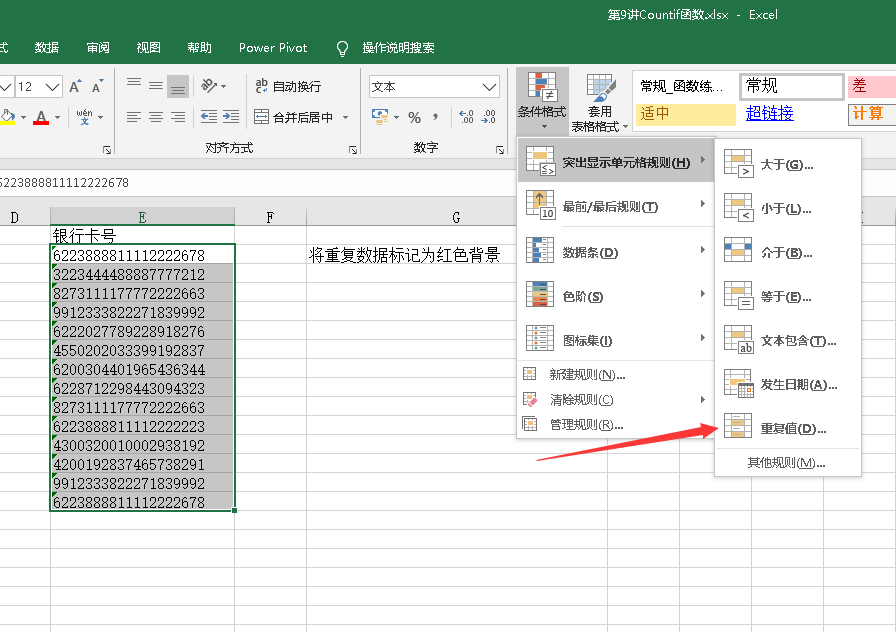 第9讲Countif函数.xlsx - Excel
式 数据 审阅 视图 帮助 Power Pivot 操作说明搜索
12 A A ab 自动换行 文本 条件格式 套用 表格格式 常规_函数练... 常规 差
A wén 文 合并后居中 % , .00 .00 适中 超链接 计算
对齐方式 数字
6223888811112222678
D E F G
银行卡号
6223888811112222678 将重复数据标记为红色背景
3223444488887777212
8273111177772222663
9912333822271839992
6222027789228918276
4550202033399192837
6200304401965436344
6228712298443094323
8273111177772222663
6223888811112222223
4300320010002938192
4200192837465738291
9912333822271839992
6223888811112222678
突出显示单元格规则(H)
最前/最后规则(T)
数据条(D)
色阶(S)
图标集(I)
新建规则(N)...
清除规则(C)
管理规则(R)...
大于(G)...
小于(L)...
介于(B)...
等于(E)...
文本包含(T)...
发生日期(A)...
重复值(D)...
其他规则(M)...